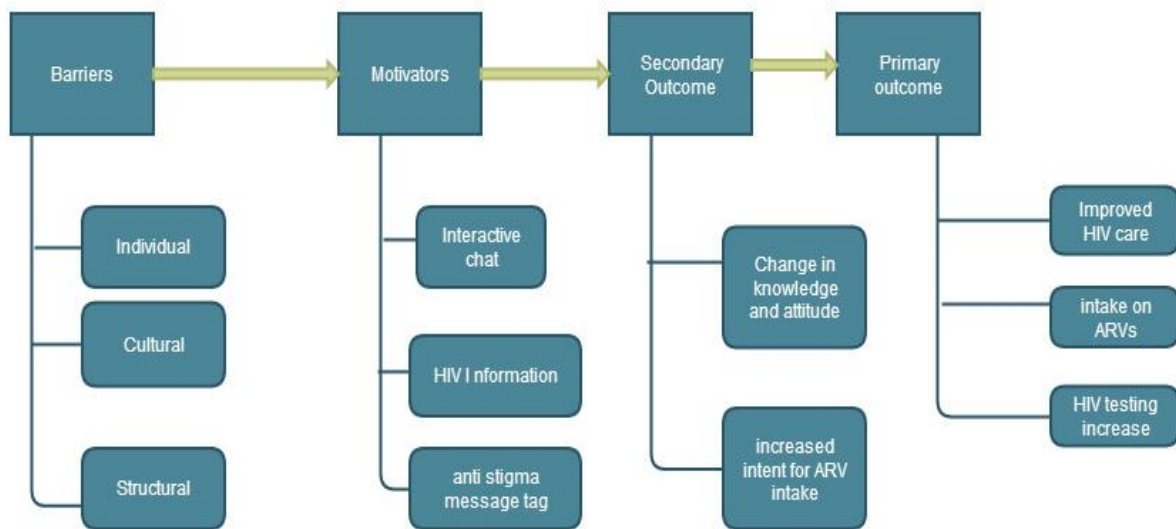 Barriers
Motivators
Secondary
Outcome
Primary
outcome
Individual
Cultural
Structural
Interactive
chat
HIV I nformation
anti stigma
message tag
Change in
knowledge
and attitude
increased
intent for ARV
intake
Improved
HIV care
intake on
ARVs
HIV testing
increase